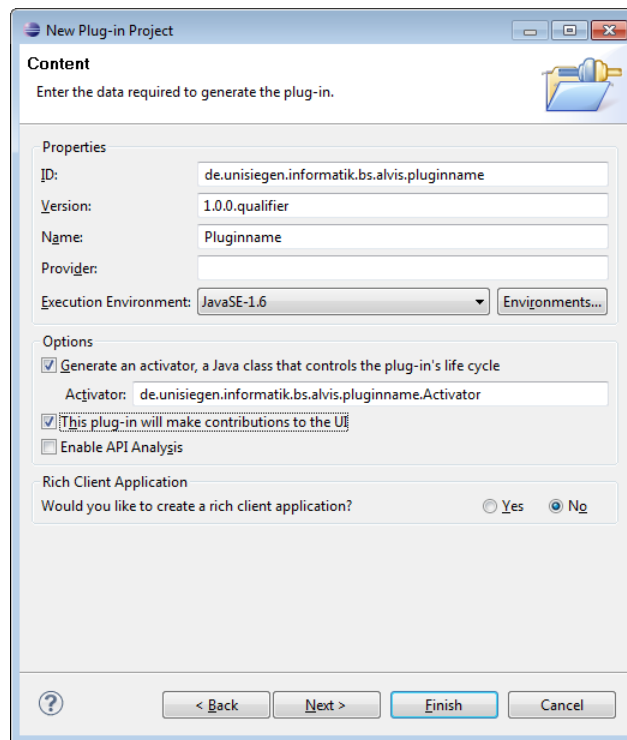 New Plug-in Project
Content
Enter the data required to generate the plug-in.
Properties
ID: de.unisiegen.informatik.bs.alvis.pluginname
Version: 1.0.0.qualifier
Name: Pluginname
Provider:
Execution Environment: JavaSE-1.6 Environments...
Options
Generate an activator, a Java class that controls the plug-in's life cycle
Activator: de.unisiegen.informatik.bs.alvis.pluginname.Activator
This plug-in will make contributions to the UI
Enable API Analysis
Rich Client Application
Would you like to create a rich client application? Yes No
? < Back Next > Finish Cancel